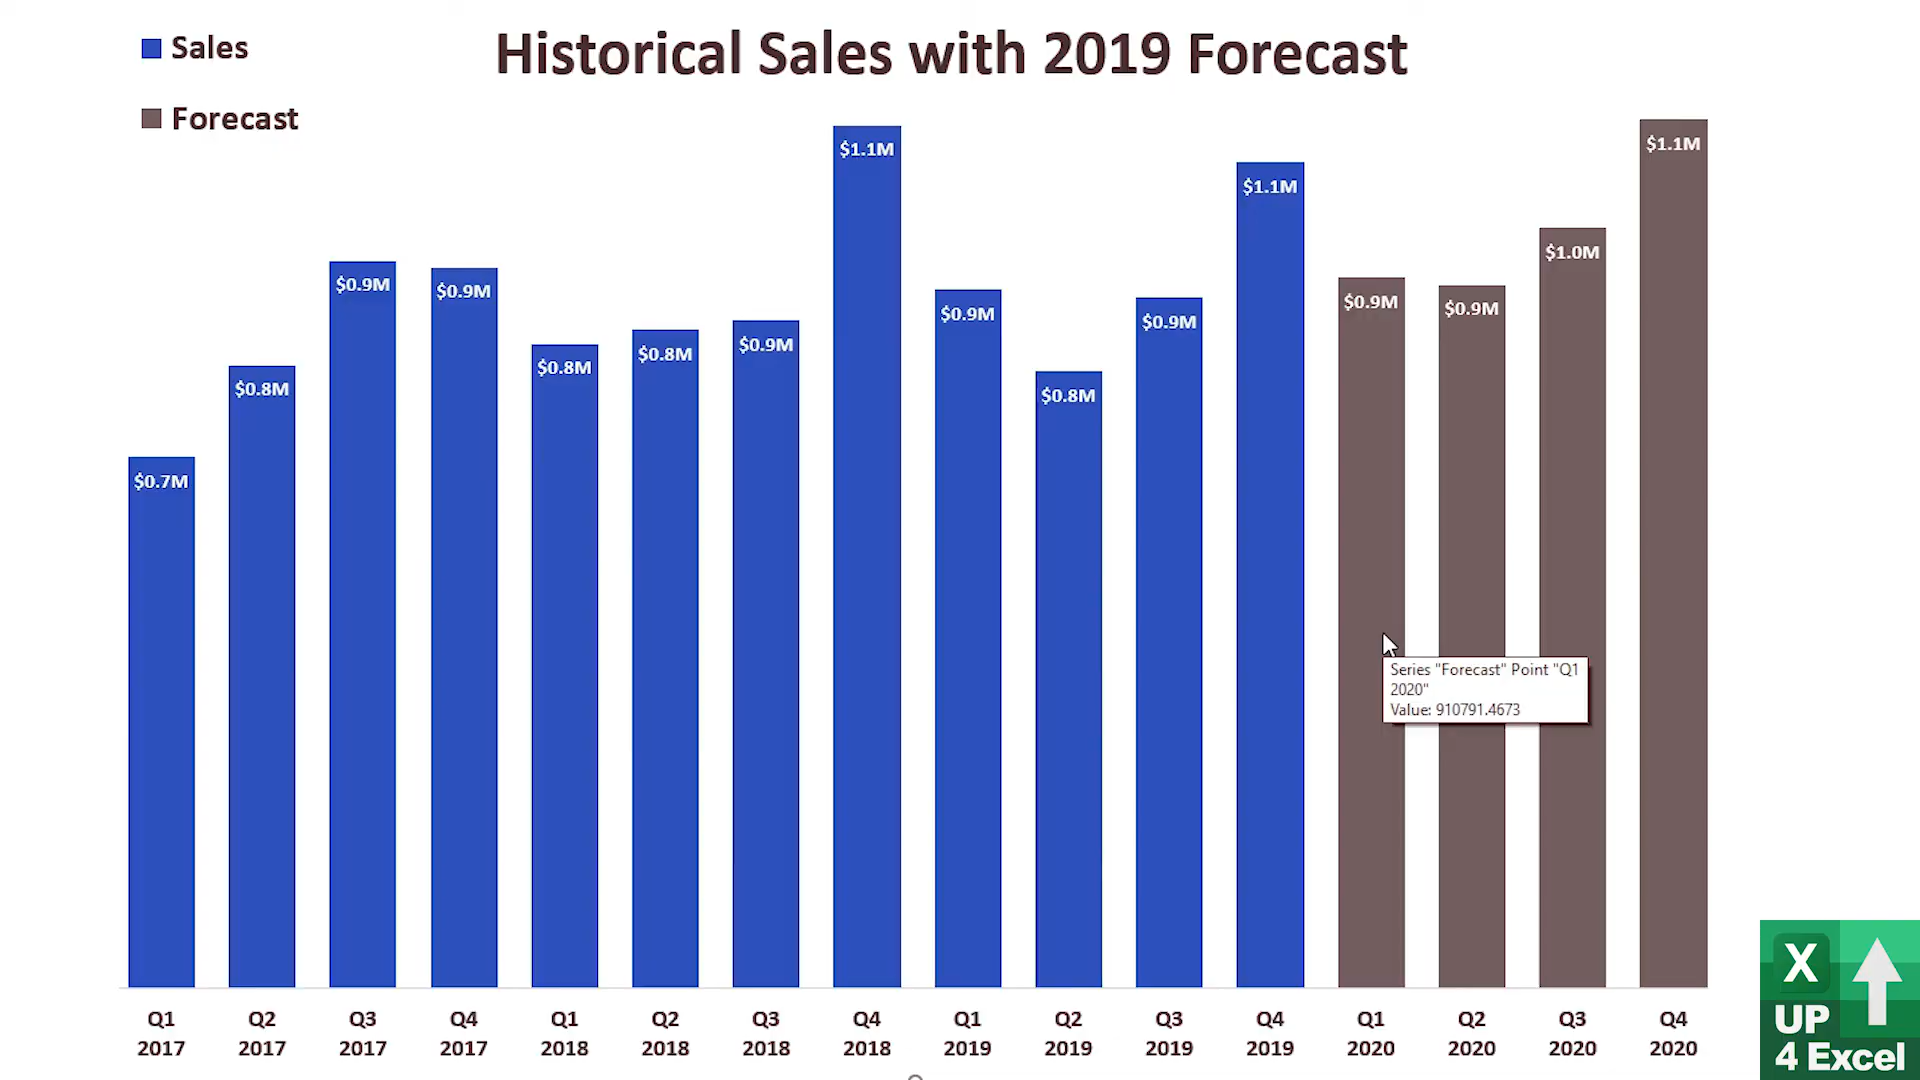 Historical Sales with 2019 Forecast
Sales
Forecast
$0.7M
$0.8M
$0.9M
$0.9M
$0.8M
$0.8M
$0.9M
$1.1M
$0.9M
$0.8M
$0.9M
$1.1M
$0.9M
$0.9M
$1.0M
$1.1M
Series "Forecast" Point "Q1
2020"
Value: 910791.4673
Q1 Q2 Q3 Q4 Q1 Q2 Q3 Q4 Q1 Q2 Q3 Q4 Q1 Q2 Q3 Q4
2017 2017 2017 2017 2018 2018 2018 2018 2019 2019 2019 2019 2020 2020 2020 2020
X
UP
4 Excel